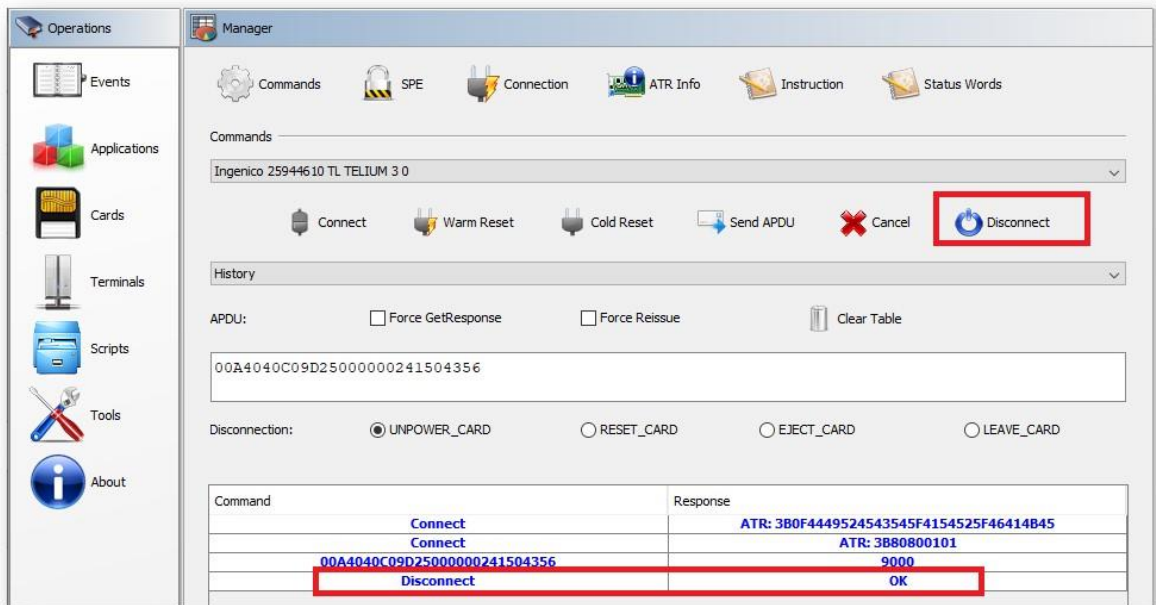 Operations
Manager
Events
Applications
Cards
Terminals
Scripts
Tools
About
Commands SPE Connection ATR Info Instruction Status Words
Commands
Ingenico 25944610 TL TELIUM 3 0
Connect Warm Reset Cold Reset Send APDU Cancel Disconnect
History
APDU: Force GetResponse Force Reissue Clear Table
00A4040C09D25000000241504356
Disconnection: UNPOWER_CARD RESET_CARD EJECT_CARD LEAVE_CARD
Command Response
Connect ATR: 3B0F4449524543545F4154525F46414B45
Connect ATR: 3B80800101
00A4040C09D25000000241504356 9000
Disconnect OK